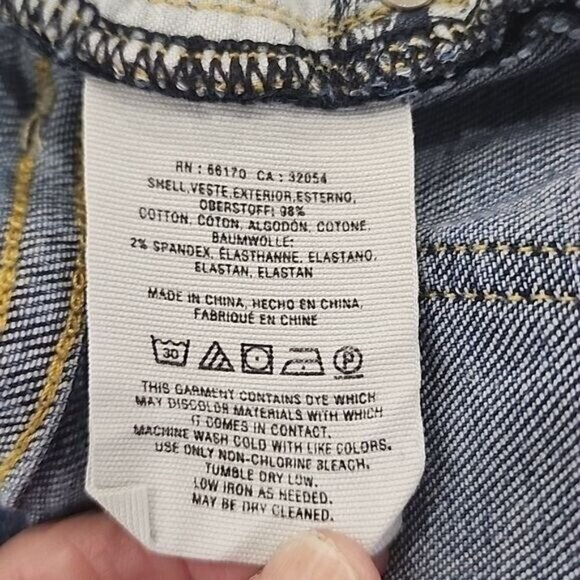 RN : 66170 CA : 32054
SHELL,VESTE,EXTERIOR,ESTERNO,
OBERSTOFF: 98%
COTTON, COTON, ALGODÓN, COTONE,
BAUMWOLLE;
2% SPANDEX, ÉLASTHANNE, ELASTANO,
ELASTAN, ELASTAN
MADE IN CHINA, HECHO EN CHINA,
FABRIQUÉ EN CHINE
30 P
THIS GARMENT CONTAINS DYE WHICH
MAY DISCOLOR MATERIALS WITH WHICH
IT COMES IN CONTACT.
MACHINE WASH COLD WITH LIKE COLORS.
USE ONLY NON-CHLORINE BLEACH.
TUMBLE DRY LOW.
LOW IRON AS NEEDED.
MAY BE DRY CLEANED.